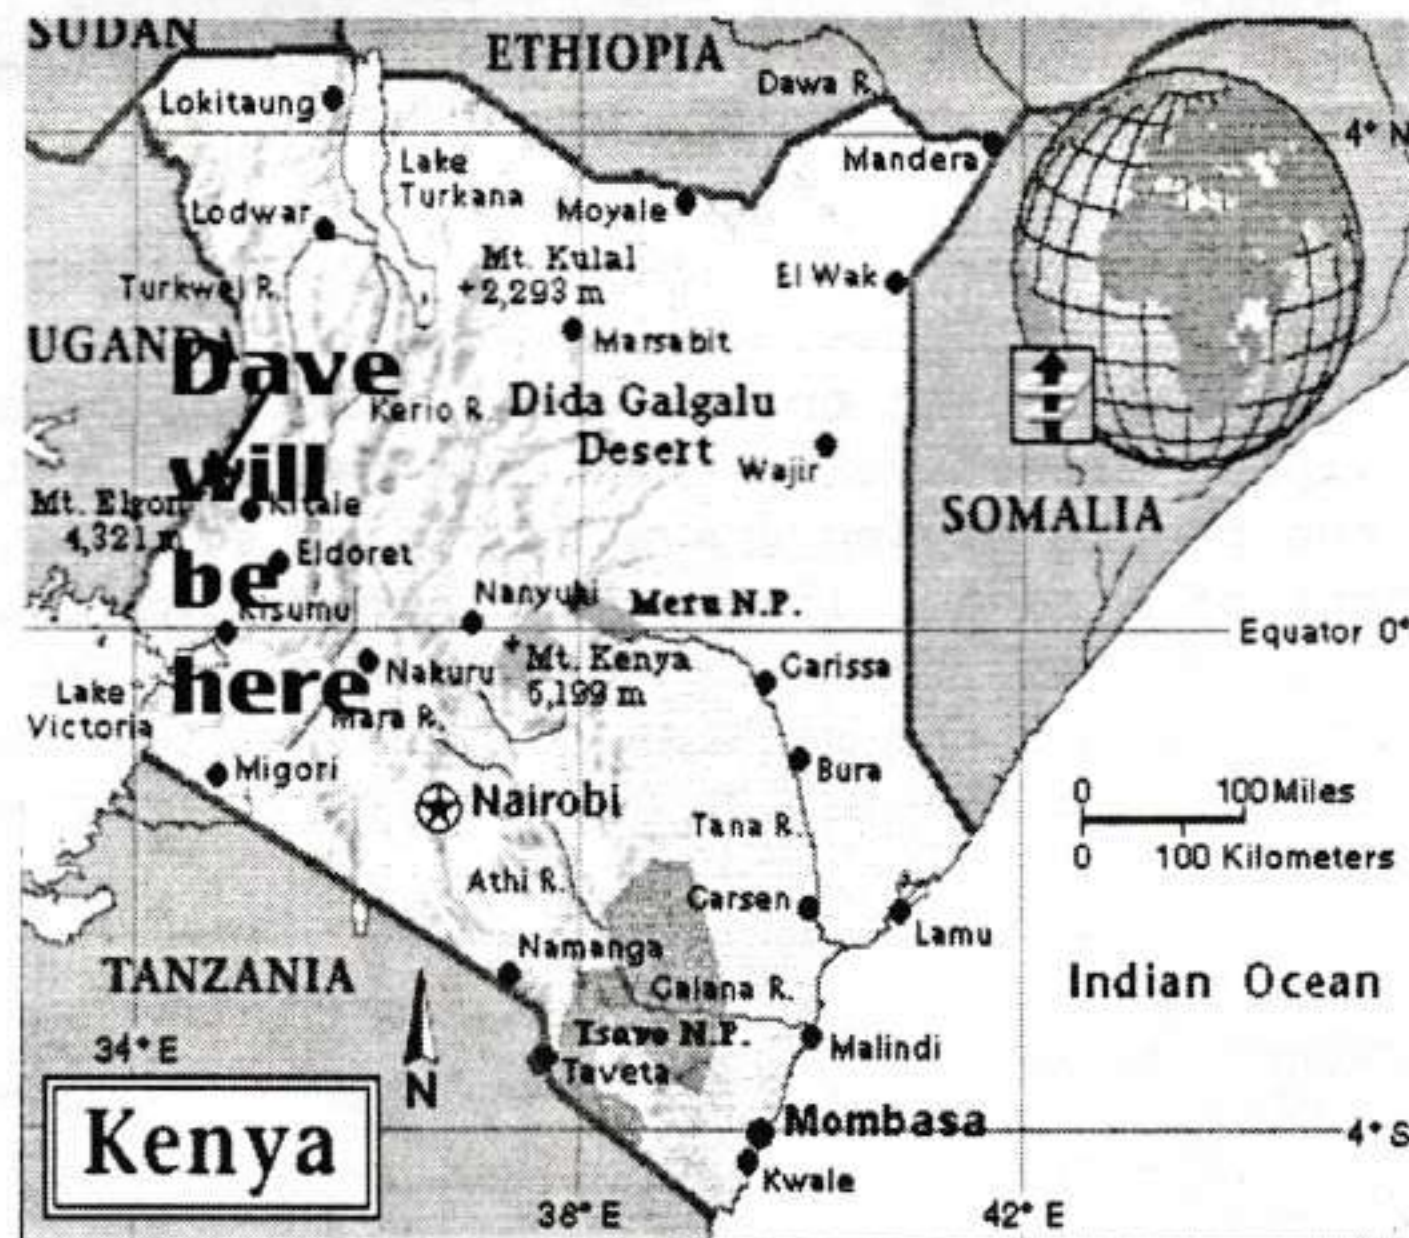 SUDAN
ETHIOPIA
Dawa R.
Lokitaung
4° N
Mandera
Lake
Turkana
Lodwar
Moyale
Mt. Kulal
2,293 m
El Wak
Turkwel R.
Marsabit
UGANDA
Dave
will
be
here
Kerio R.
Dida Galgalu
Desert
Wajir
Mt. Elgon
4,321 m
Kitale
SOMALIA
Eldoret
Nanyuki
Meru N.P.
Kisumu
Equator 0°
Mt. Kenya
5,199 m
Nakuru
Garissa
Lake
Victoria
Mara R.
Migori
Bura
Nairobi
0 100 Miles
0 100 Kilometers
Tana R.
Athi R.
Garsen
Lamu
Namanga
TANZANIA
Galana R.
Indian Ocean
Tsavo N.P.
Malindi
34° E
Taveta
N
Kenya
Mombasa
4° S
Kwale
38° E
42° E